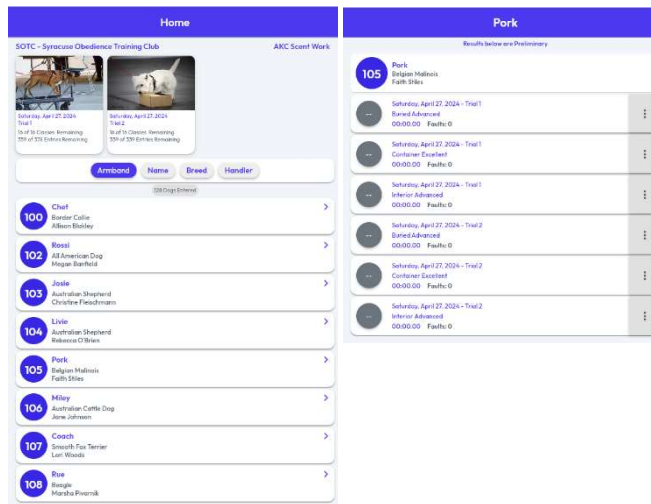 Home
SOTC - Syracuse Obedience Training Club
AKC Scent Work
Saturday, April 27, 2024
Trial 1
16 of 16 Classes Remaining
Saturday, April 27, 2024
Trial 2
16 of 16 Classes Remaining
359 of 359 Entries Remaining
Armband
Name
Breed
Handler
Dogs Entered
100
Chef
Border Collie
Allison Blakley
102
Rossi
All American Dog
Megan Banfield
103
Josie
Australian Shepherd
Christine Fleischmann
104
Livie
Australian Shepherd
Rebecca O'Brien
105
Pork
Belgian Malinois
Faith Stiles
106
Miley
Australian Cattle Dog
Jane Johnson
107
Coach
Smooth Fox Terrier
Lori Woods
108
Rue
Beagle
Marsha Pivarnik
Pork
Results below are Preliminary
105
Pork
Belgian Malinois
Faith Stiles
--
Saturday, April 27, 2024 - Trial 1
Buried Advanced
00:00.00 Faults: 0
--
Saturday, April 27, 2024 - Trial 1
Container Excellent
00:00.00 Faults: 0
--
Saturday, April 27, 2024 - Trial 1
Interior Advanced
00:00.00 Faults: 0
--
Saturday, April 27, 2024 - Trial 2
Buried Advanced
00:00.00 Faults: 0
--
Saturday, April 27, 2024 - Trial 2
Container Excellent
00:00.00 Faults: 0
--
Saturday, April 27, 2024 - Trial 2
Interior Advanced
00:00.00 Faults: 0